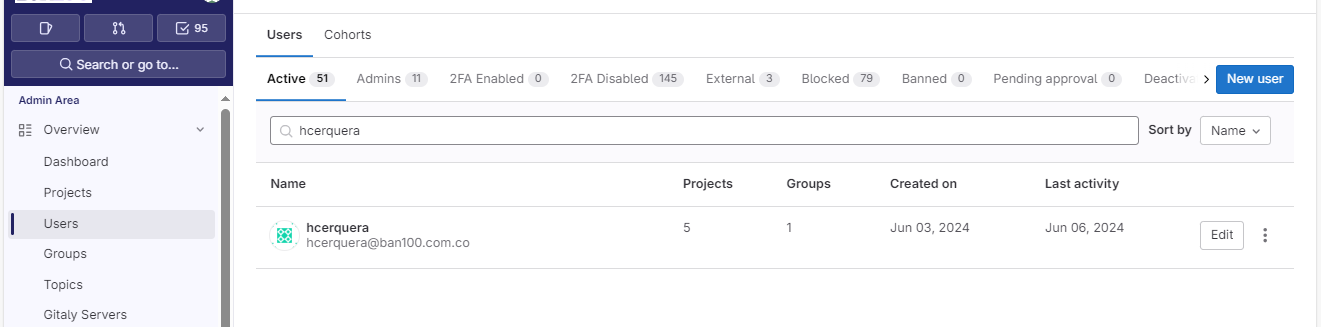 95
Search or go to...
Admin Area
Overview
Dashboard
Projects
Users
Groups
Topics
Gitaly Servers
Users Cohorts
Active 51 Admins 11 2FA Enabled 0 2FA Disabled 145 External 3 Blocked 79 Banned 0 Pending approval 0 New user
hcerquera Sort by Name
Name Projects Groups Created on Last activity
hcerquera 5 1 Jun 03, 2024 Jun 06, 2024 Edit
hcerquera@ban100.com.co